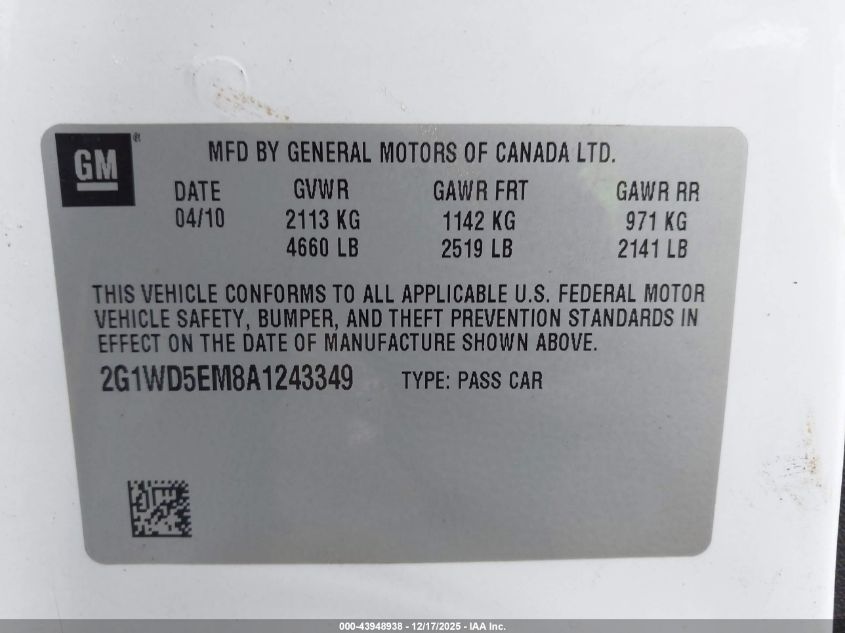 GM ®
MFD BY GENERAL MOTORS OF CANADA LTD.
DATE GVWR GAWR FRT GAWR RR
04/10 2113 KG 1142 KG 971 KG
4660 LB 2519 LB 2141 LB
THIS VEHICLE CONFORMS TO ALL APPLICABLE U.S. FEDERAL MOTOR
VEHICLE SAFETY, BUMPER, AND THEFT PREVENTION STANDARDS IN
EFFECT ON THE DATE OF MANUFACTURE SHOWN ABOVE.
2G1WD5EM8A1243349 TYPE: PASS CAR
000-43948938 - 12/17/2025 - IAA Inc.